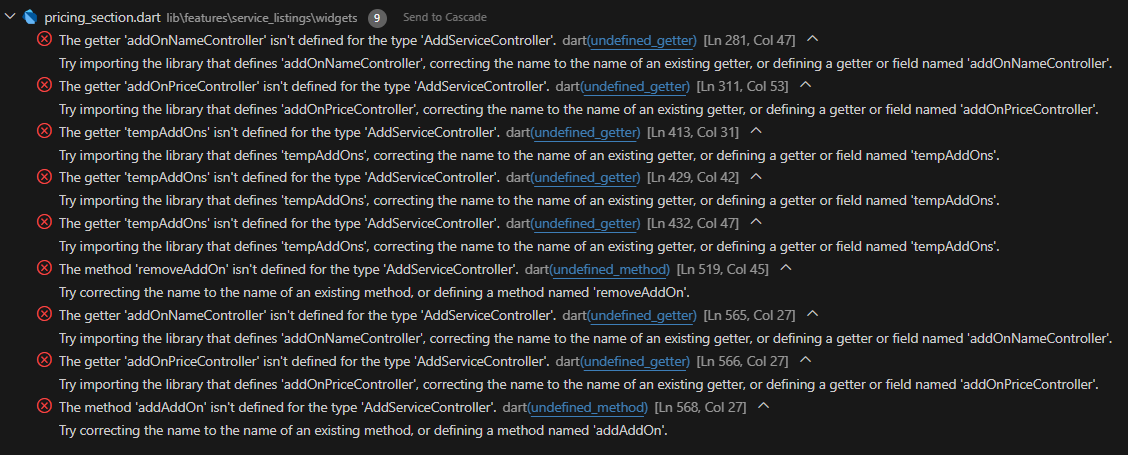 pricing_section.dart lib\features\service_listings\widgets 9 Send to Cascade
The getter 'addOnNameController' isn't defined for the type 'AddServiceController'. dart(undefined_getter) [Ln 281, Col 47]
Try importing the library that defines 'addOnNameController', correcting the name to the name of an existing getter, or defining a getter or field named 'addOnNameController'.
The getter 'addOnPriceController' isn't defined for the type 'AddServiceController'. dart(undefined_getter) [Ln 311, Col 53]
Try importing the library that defines 'addOnPriceController', correcting the name to the name of an existing getter, or defining a getter or field named 'addOnPriceController'.
The getter 'tempAddOns' isn't defined for the type 'AddServiceController'. dart(undefined_getter) [Ln 413, Col 31]
Try importing the library that defines 'tempAddOns', correcting the name to the name of an existing getter, or defining a getter or field named 'tempAddOns'.
The getter 'tempAddOns' isn't defined for the type 'AddServiceController'. dart(undefined_getter) [Ln 429, Col 42]
Try importing the library that defines 'tempAddOns', correcting the name to the name of an existing getter, or defining a getter or field named 'tempAddOns'.
The getter 'tempAddOns' isn't defined for the type 'AddServiceController'. dart(undefined_getter) [Ln 432, Col 47]
Try importing the library that defines 'tempAddOns', correcting the name to the name of an existing getter, or defining a getter or field named 'tempAddOns'.
The method 'removeAddOn' isn't defined for the type 'AddServiceController'. dart(undefined_method) [Ln 519, Col 45]
Try correcting the name to the name of an existing method, or defining a method named 'removeAddOn'.
The getter 'addOnNameController' isn't defined for the type 'AddServiceController'. dart(undefined_getter) [Ln 565, Col 27]
Try importing the library that defines 'addOnNameController', correcting the name to the name of an existing getter, or defining a getter or field named 'addOnNameController'.
The getter 'addOnPriceController' isn't defined for the type 'AddServiceController'. dart(undefined_getter) [Ln 566, Col 27]
Try importing the library that defines 'addOnPriceController', correcting the name to the name of an existing getter, or defining a getter or field named 'addOnPriceController'.
The method 'addAddOn' isn't defined for the type 'AddServiceController'. dart(undefined_method) [Ln 568, Col 27]
Try correcting the name to the name of an existing method, or defining a method named 'addAddOn'.